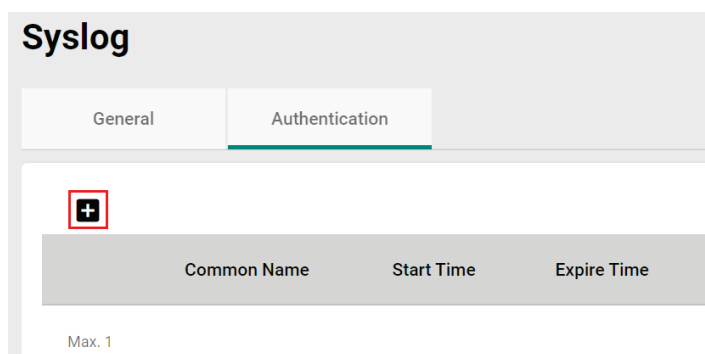 Syslog
General Authentication
Common Name Start Time Expire Time
Max. 1